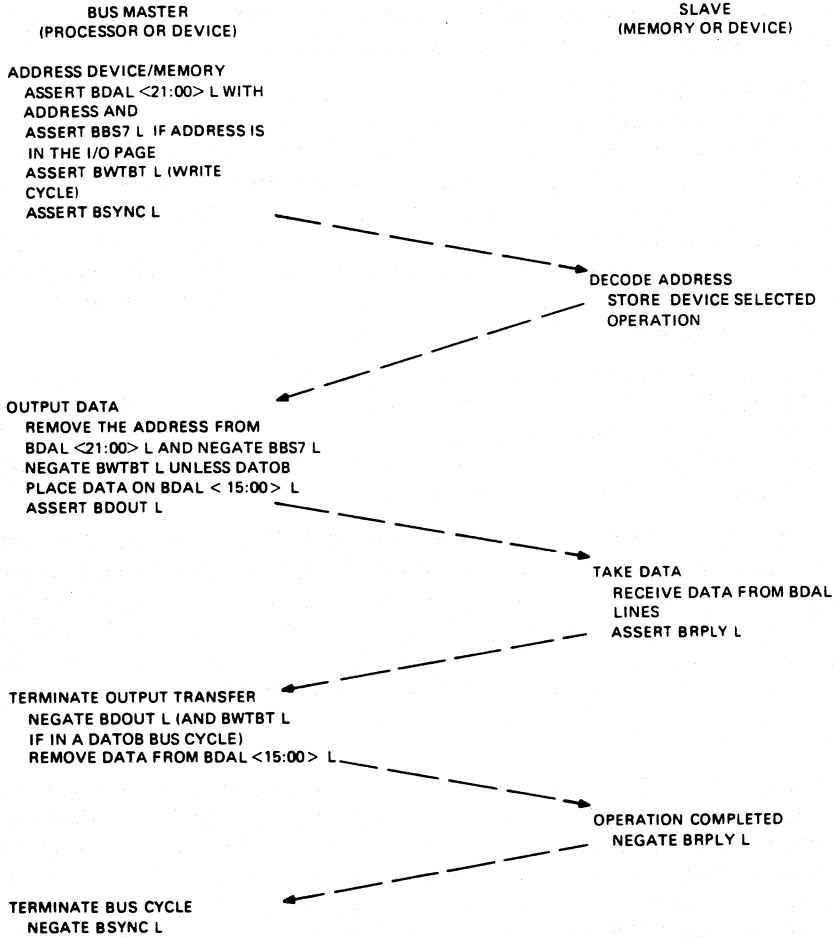 BUS MASTER
(PROCESSOR OR DEVICE)
SLAVE
(MEMORY OR DEVICE)
ADDRESS DEVICE/MEMORY
ASSERT BDAL <21:00> L WITH
ADDRESS AND
ASSERT BBS7 L IF ADDRESS IS
IN THE I/O PAGE
ASSERT BWTBT L (WRITE
CYCLE)
ASSERT BSYNC L
DECODE ADDRESS
STORE DEVICE SELECTED
OPERATION
OUTPUT DATA
REMOVE THE ADDRESS FROM
BDAL <21:00> L AND NEGATE BBS7 L
NEGATE BWTBT L UNLESS DATOB
PLACE DATA ON BDAL < 15:00> L
ASSERT BDOUT L
TAKE DATA
RECEIVE DATA FROM BDAL
LINES
ASSERT BRPLY L
TERMINATE OUTPUT TRANSFER
NEGATE BDOUT L (AND BWTBT L
IF IN A DATOB BUS CYCLE)
REMOVE DATA FROM BDAL <15:00> L
OPERATION COMPLETED
NEGATE BRPLY L
TERMINATE BUS CYCLE
NEGATE BSYNC L